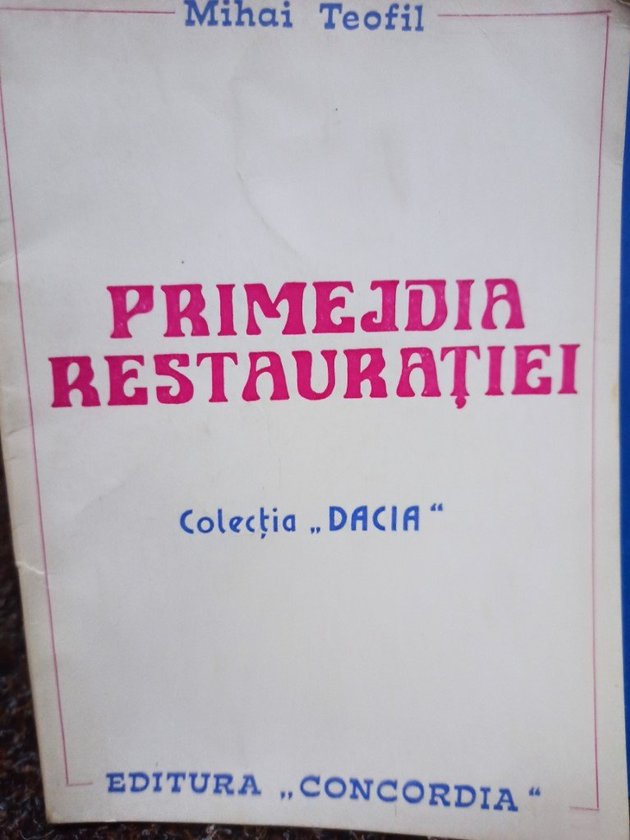 Mihai Teofil
PRIMEJDIA
RESTAURAȚIEI
Colecția „DACIA“
EDITURA „CONCORDIA“